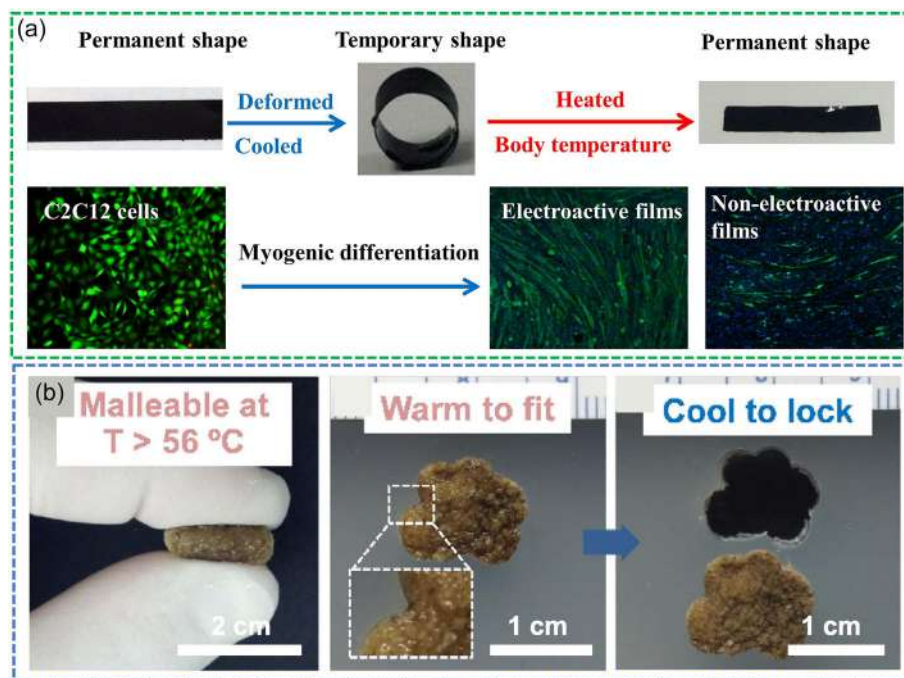 (a)
Permanent shape
Temporary shape
Permanent shape
Deformed
Cooled
Heated
Body temperature
C2C12 cells
Myogenic differentiation
Electroactive films
Non-electroactive
films
(b)
Malleable at
T > 56 ºC
2 cm
Warm to fit
1 cm
Cool to lock
1 cm